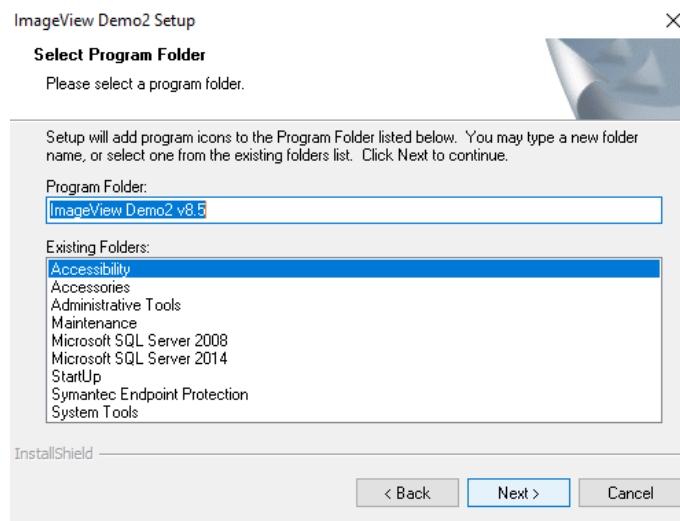 ImageView Demo2 Setup
Select Program Folder
Please select a program folder.
Setup will add program icons to the Program Folder listed below.  You may type a new folder
name, or select one from the existing folders list.  Click Next to continue.
Program Folder:
ImageView Demo2 v8.5
Existing Folders:
Accessibility
Accessories
Administrative Tools
Maintenance
Microsoft SQL Server 2008
Microsoft SQL Server 2014
StartUp
Symantec Endpoint Protection
System Tools
InstallShield
< Back
Next >
Cancel